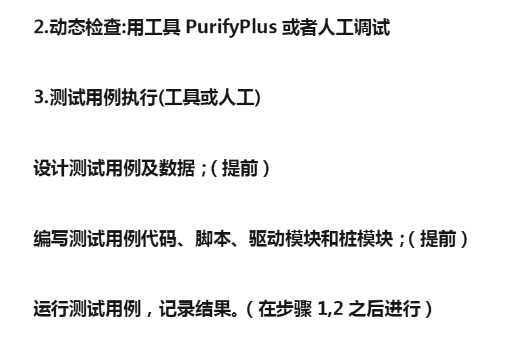 2.动态检查:用工具 PurifyPlus 或者人工调试
3.测试用例执行(工具或人工)
设计测试用例及数据；（提前）
编写测试用例代码、脚本、驱动模块和桩模块；（提前）
运行测试用例，记录结果。（在步骤 1,2 之后进行）